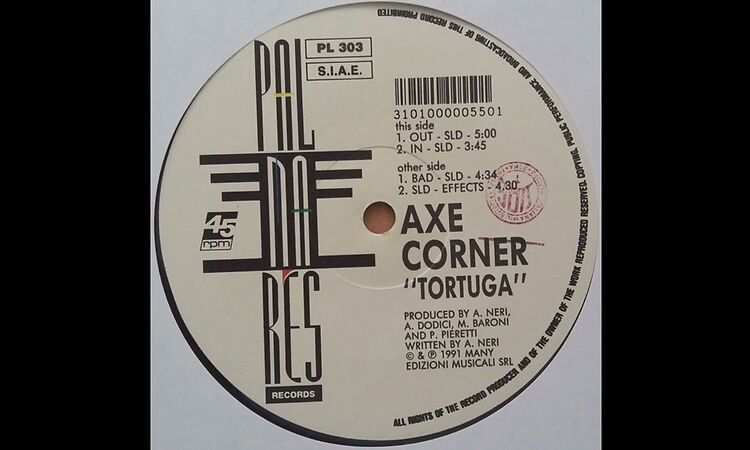 PAL
DA
RES
RECORDS
PL 303
S.I.A.E.
45
rpm
3101000005501
this side
1. OUT - SLD - 5:00
2. IN - SLD - 3:45
other side
1. BAD - SLD - 4:34
2. SLD - EFFECTS - 4.30
AXE
CORNER
"TORTUGA"
PRODUCED BY A. NERI,
A. DODICI, M. BARONI
AND P. PIERETTI
WRITTEN BY A. NERI
© & ℗ 1991 MANY
EDIZIONI MUSICALI SRL
ALL RIGHTS OF THE RECORD PRODUCER AND OF THE OWNER OF THE WORK REPRODUCED RESERVED. COPYING, PUBLIC PERFORMANCE AND BROADCASTING OF THIS RECORD PROHIBITED